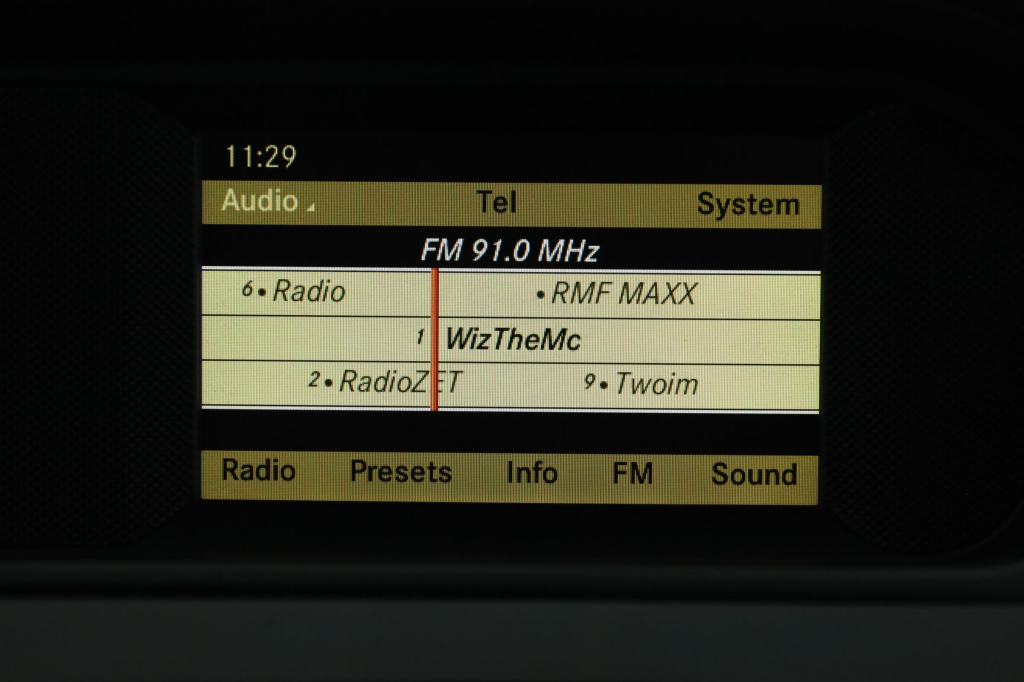 11:29
Audio Tel System
FM 91.0 MHz
6•Radio •RMF MAXX
1 WizTheMc
2•RadioZET 9•Twoim
Radio Presets Info FM Sound